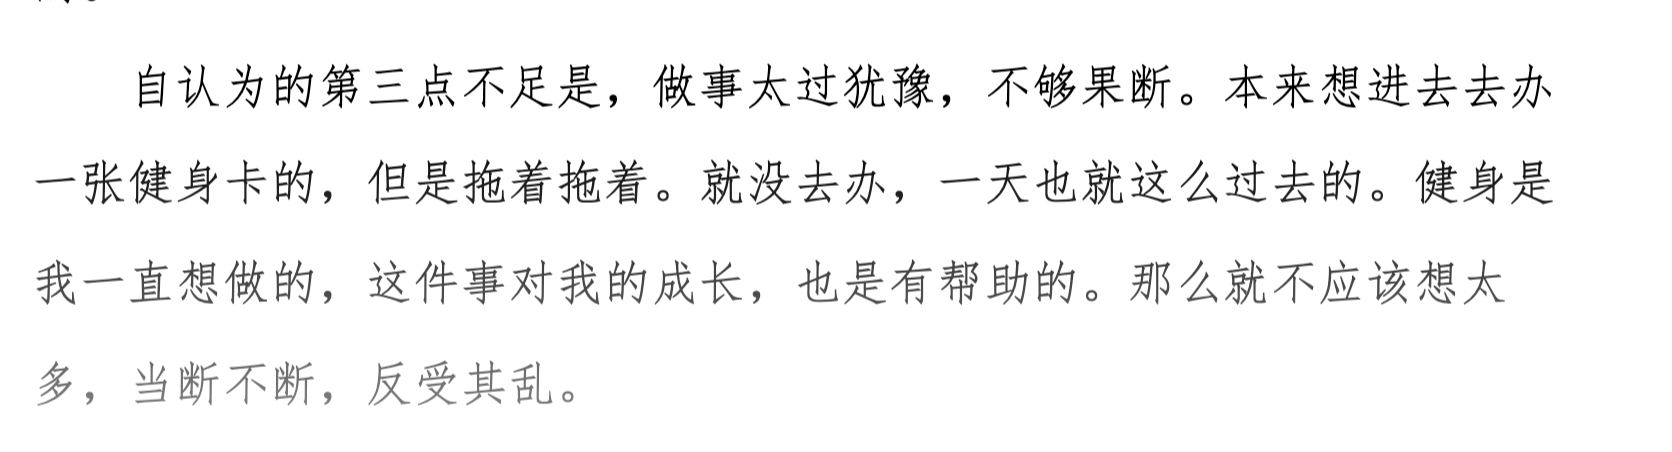 自认为的第三点不足是，做事太过犹豫，不够果断。本来想进去去办
一张健身卡的，但是拖着拖着。就没去办，一天也就这么过去的。健身是
我一直想做的，这件事对我的成长，也是有帮助的。那么就不应该想太
多，当断不断，反受其乱。